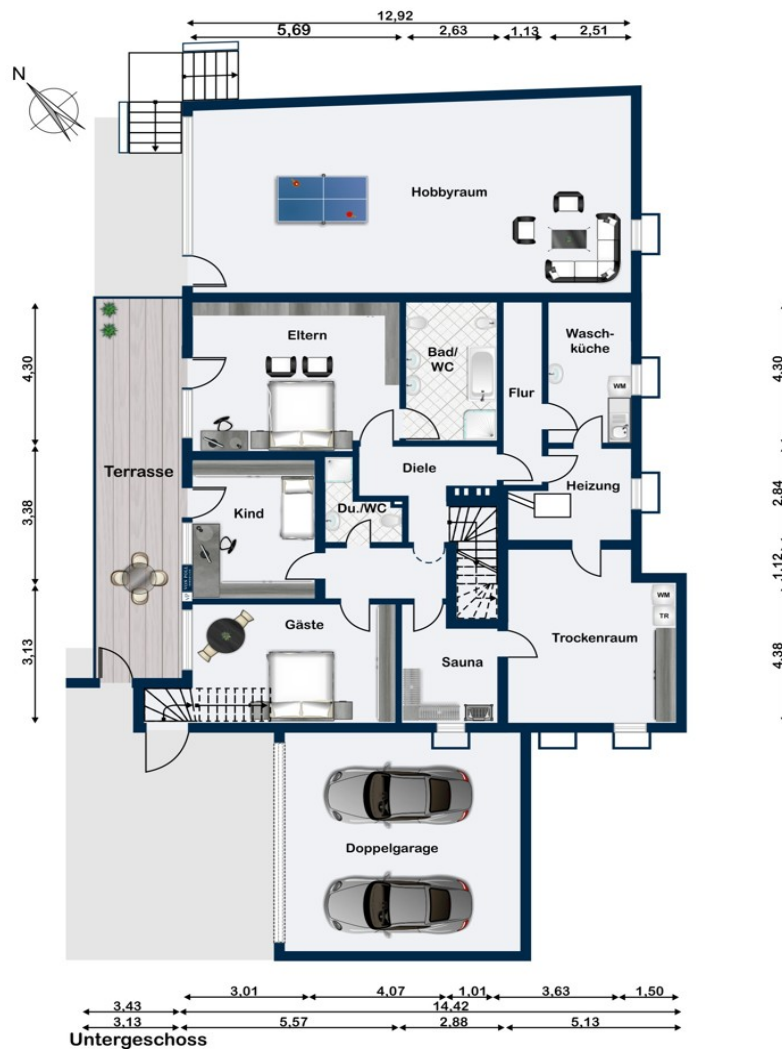 12,92
5,69 2,63 1,13 2,51
N
Hobbyraum
Eltern
Bad/
WC
Wasch-
küche
WM
Flur
4,30
4,30
Terrasse
Diele
Heizung
Kind
Du./WC
3,38
2,84
1,12
WM
TR
Gäste
Sauna
Trockenraum
3,13
4,38
Doppelgarage
3,01 4,07 1,01 3,63 1,50
3,43 14,42
3,13 5,57 2,88 5,13
Untergeschoss